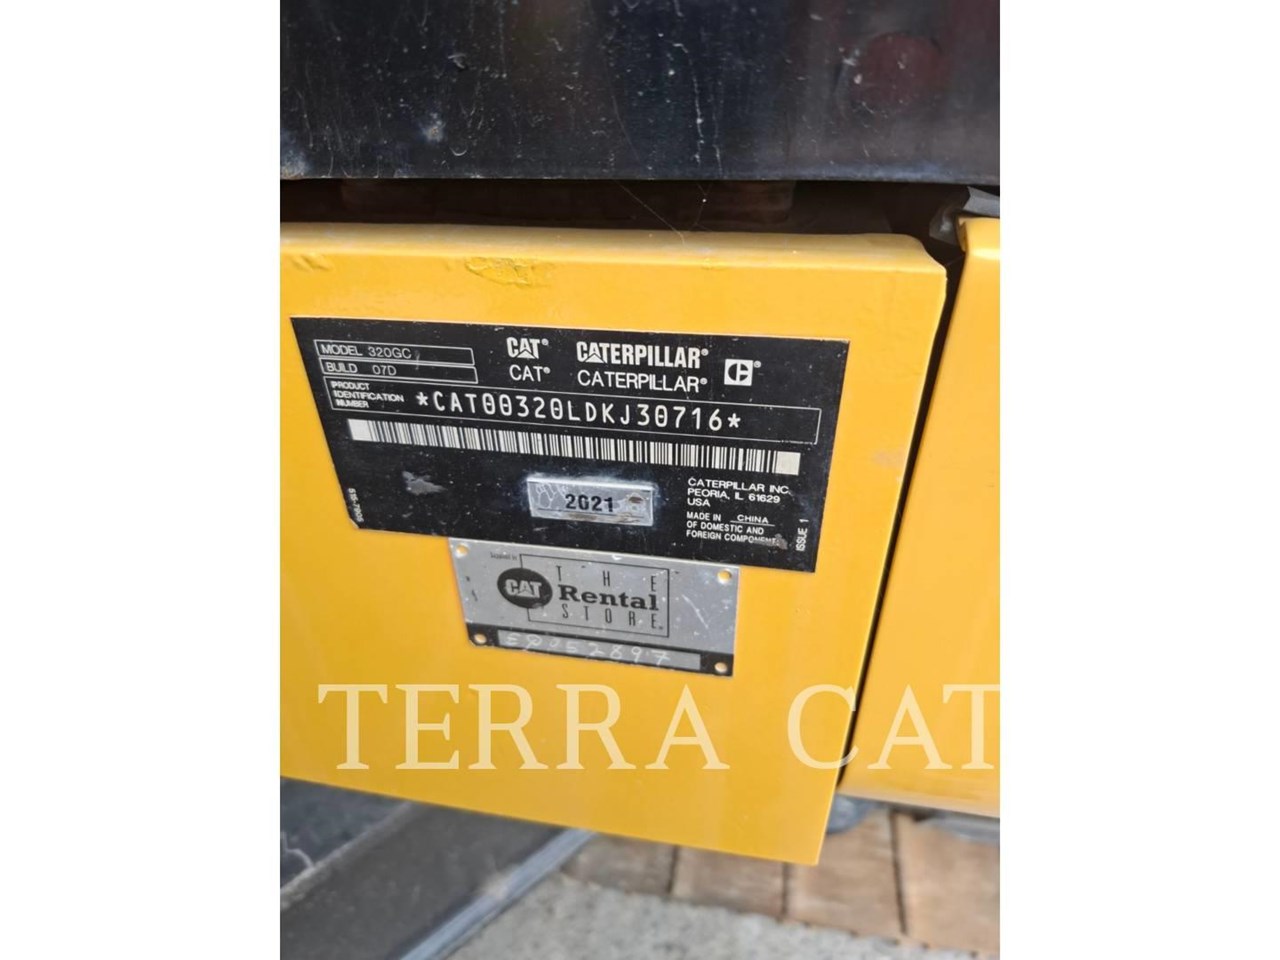 MODEL 320GC
BUILD 07D
CAT® CATERPILLAR®
CAT® CATERPILLAR®
PRODUCT
IDENTIFICATION
NUMBER
*CAT00320LDKJ30716*
2021
CATERPILLAR INC.
PEORIA, IL 61629
USA
MADE IN CHINA
OF DOMESTIC AND
FOREIGN COMPONENTS
ISSUE 1
CAT
THE
Rental
STORE®
EQ052897
TERRA CAT